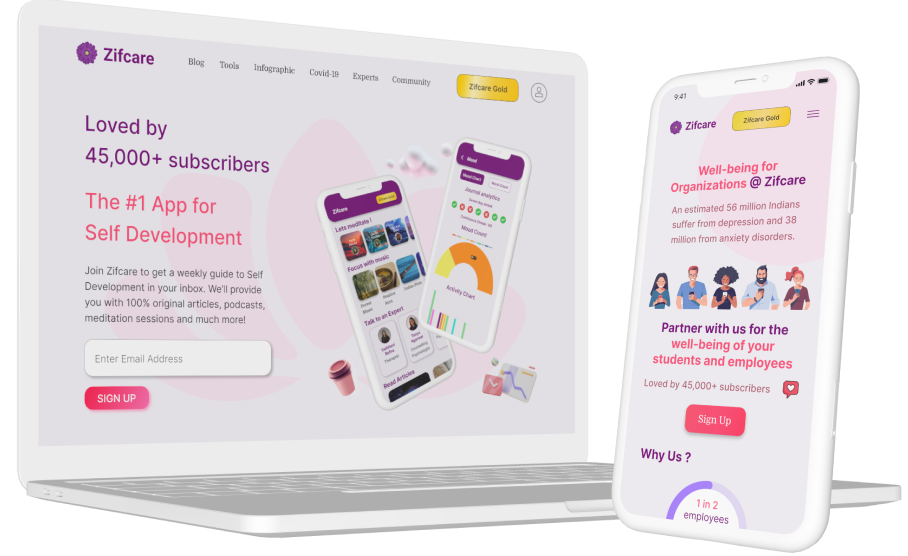 Zifcare
Blog
Tools
Infographic
Covid-19
Experts
Community
Zifcare Gold
Loved by
45,000+ subscribers
The #1 App for
Self Development
Join Zifcare to get a weekly guide to Self
Development in your inbox. We'll provide
you with 100% original articles, podcasts,
meditation sessions and much more!
Enter Email Address
SIGN UP
Zifcare
Lets meditate !
Focus with music
Talk to an Expert
Therapist
Read Articles
Mood
Mood Chart
Journal analytics
Mood Count
Activity Chart
9:41
Zifcare
Zifcare Gold
Well-being for
Organizations @ Zifcare
An estimated 56 million Indians
suffer from depression and 38
million from anxiety disorders.
Partner with us for the
well-being of your
students and employees
Loved by 45,000+ subscribers
Sign Up
Why Us ?
1 in 2
employees